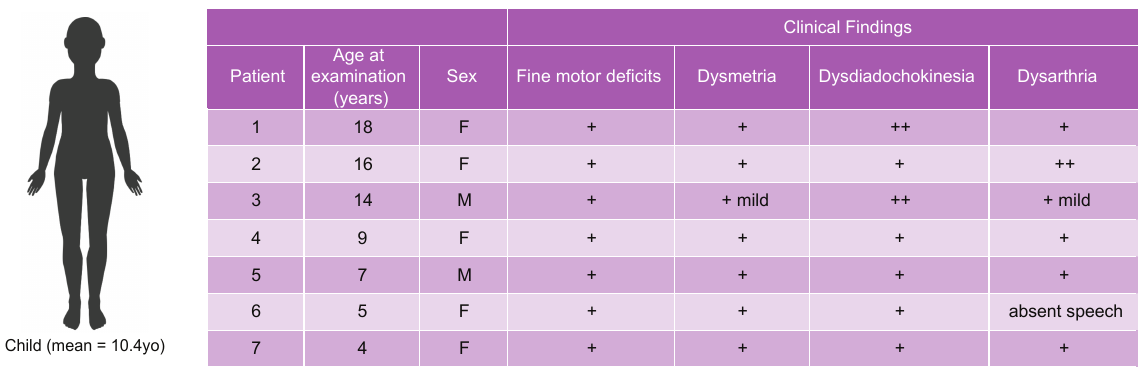 Clinical Findings
Patient
Age at
examination
(years)
Sex
Fine motor deficits
Dysmetria
Dysdiadochokinesia
Dysarthria
1 18 F + + ++ +
2 16 F + + + ++
3 14 M + + mild ++ + mild
4 9 F + + + +
5 7 M + + + +
6 5 F + + + absent speech
7 4 F + + + +
Child (mean = 10.4yo)